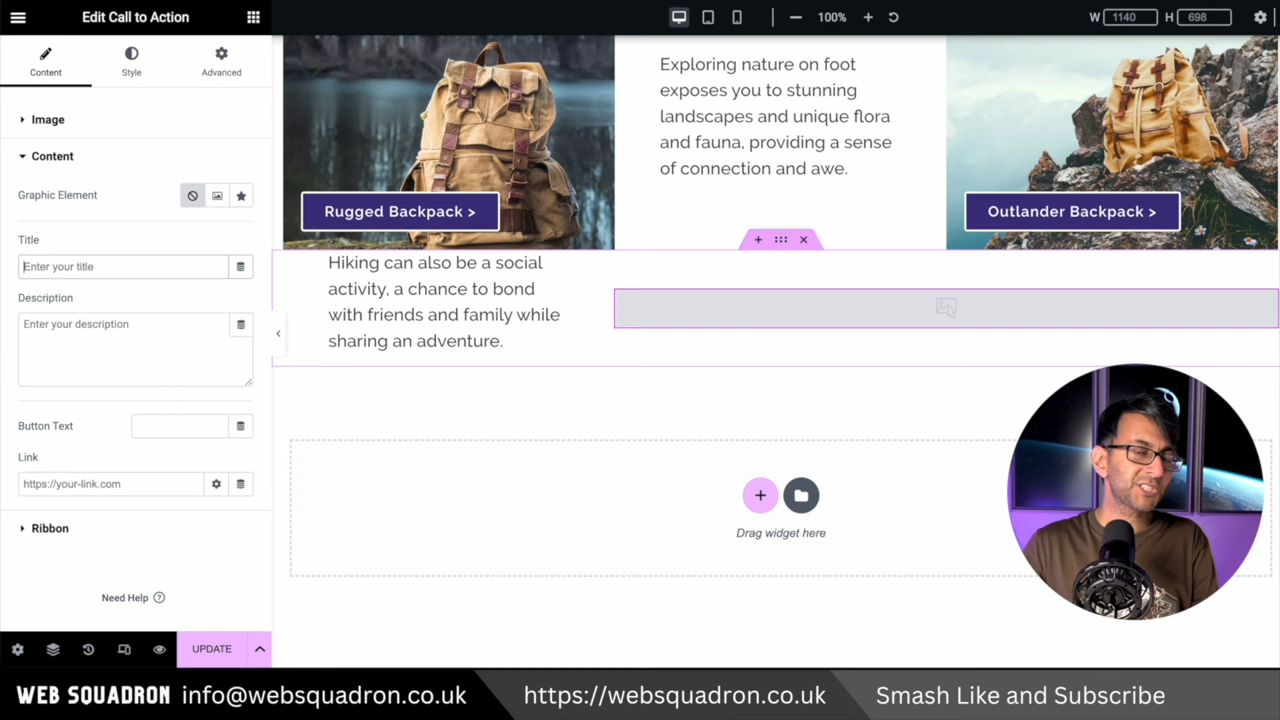 Edit Call to Action
100%
W 1140 H 698
Content
Style
Advanced
Image
Content
Graphic Element
Title
Enter your title
Description
Enter your description
Button Text
Link
https://your-link.com
Ribbon
Need Help ?
UPDATE
Rugged Backpack >
Exploring nature on foot
exposes you to stunning
landscapes and unique flora
and fauna, providing a sense
of connection and awe.
Outlander Backpack >
Hiking can also be a social
activity, a chance to bond
with friends and family while
sharing an adventure.
Drag widget here
WEB SQUADRON info@websquadron.co.uk https://websquadron.co.uk Smash Like and Subscribe